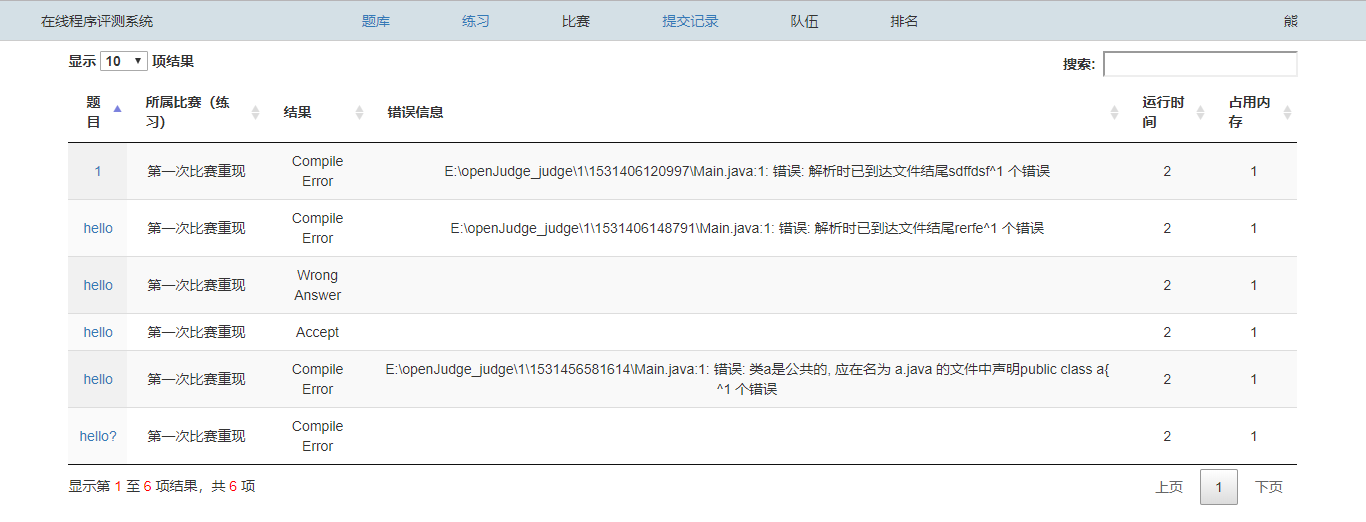 在线程序评测系统 题库 练习 比赛 提交记录 队伍 排名 熊
显示 10 项结果 搜索:
题目 所属比赛（练习） 结果 错误信息 运行时间 占用内存
1 第一次比赛重现 Compile Error E:\openJudge_judge\1\1531406120997\Main.java:1: 错误: 解析时已到达文件结尾sdffdsf^1 个错误 2 1
hello 第一次比赛重现 Compile Error E:\openJudge_judge\1\1531406148791\Main.java:1: 错误: 解析时已到达文件结尾rerfe^1 个错误 2 1
hello 第一次比赛重现 Wrong Answer 2 1
hello 第一次比赛重现 Accept 2 1
hello 第一次比赛重现 Compile Error E:\openJudge_judge\1\1531456581614\Main.java:1: 错误: 类a是公共的, 应在名为 a.java 的文件中声明public class a{ ^1 个错误 2 1
hello? 第一次比赛重现 Compile Error 2 1
显示第 1 至 6 项结果，共 6 项 上页 1 下页